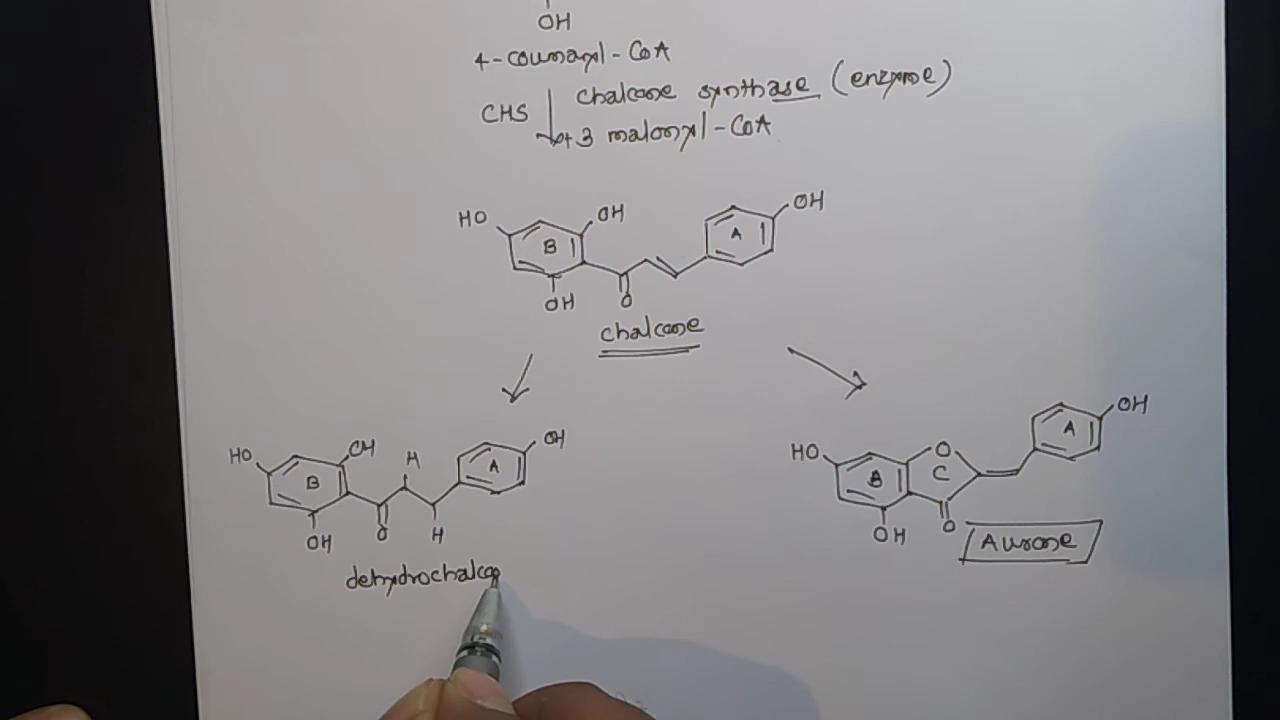 OH
4-coumaryl-CoA
CHS chalcone synthase (enzyme)
+ 3 malonyl-CoA
HO OH B A OH
OH O
chalcone
HO OH B H A OH
OH O H
dehydrochalco
HO B O C A OH
OH O
Aurone